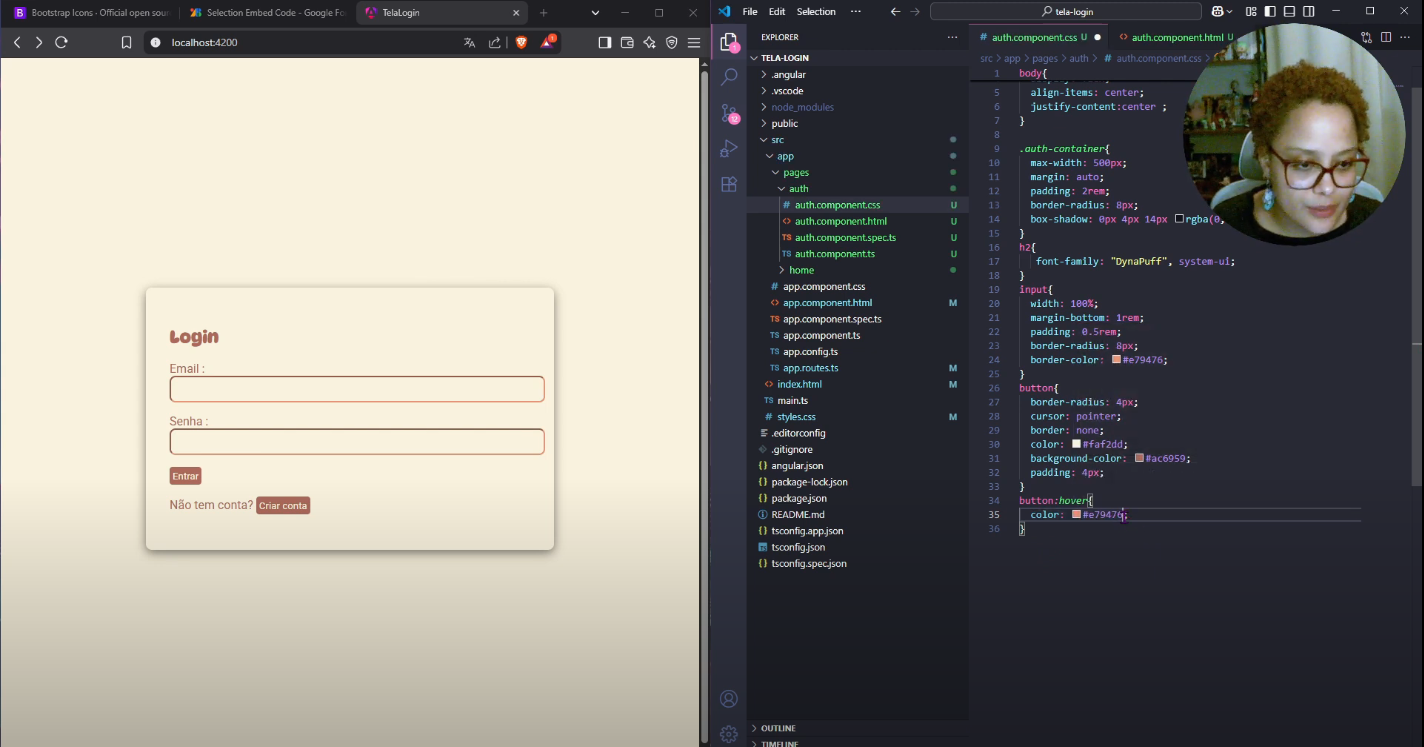 Bootstrap Icons · Official open sour
Selection Embed Code - Google Fo
TelaLogin
localhost:4200
Login
Email :
Senha :
Entrar
Não tem conta? Criar conta
File Edit Selection ...
tela-login
EXPLORER
TELA-LOGIN
.angular
.vscode
node_modules
public
src
app
pages
auth
# auth.component.css U
<> auth.component.html U
TS auth.component.spec.ts U
TS auth.component.ts U
home
# app.component.css
<> app.component.html M
TS app.component.spec.ts
TS app.component.ts
TS app.config.ts
TS app.routes.ts M
<> index.html M
TS main.ts
# styles.css M
.editorconfig
.gitignore
{} angular.json
{} package-lock.json
{} package.json
README.md
{} tsconfig.app.json
tsconfig.json
{} tsconfig.spec.json
OUTLINE
TIMELINE
1
12
# auth.component.css U
<> auth.component.html U
src > app > pages > auth > # auth.component.css >
1 body{
5 align-items: center;
6 justify-content:center ;
7 }
8
9 .auth-container{
10 max-width: 500px;
11 margin: auto;
12 padding: 2rem;
13 border-radius: 8px;
14 box-shadow: 0px 4px 14px rgba(0,
15 }
16 h2{
17 font-family: "DynaPuff", system-ui;
18 }
19 input{
20 width: 100%;
21 margin-bottom: 1rem;
22 padding: 0.5rem;
23 border-radius: 8px;
24 border-color: #e79476;
25 }
26 button{
27 border-radius: 4px;
28 cursor: pointer;
29 border: none;
30 color: #faf2dd;
31 background-color: #ac6959;
32 padding: 4px;
33 }
34 button:hover{
35 color: #e79476;
36 }